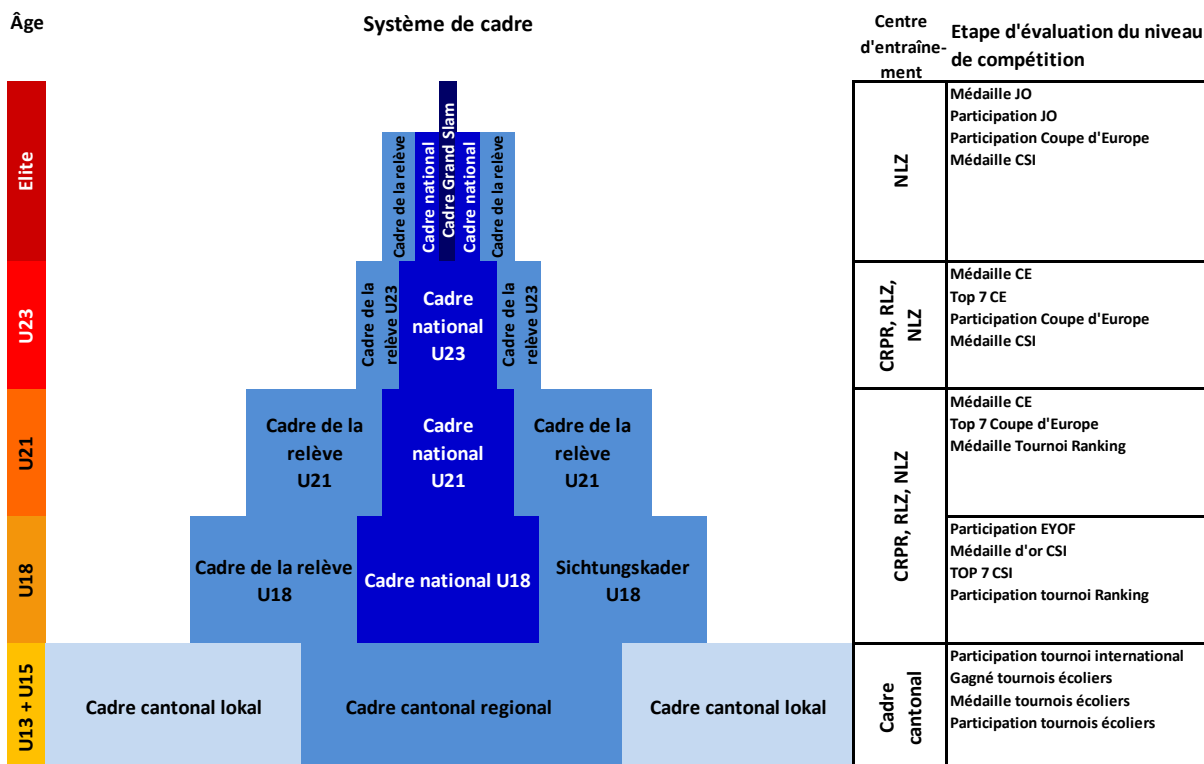 Âge
Système de cadre
Centre
d'entraîne-
ment
Etape d'évaluation du niveau
de compétition
Elite
Cadre de la relève
Cadre national
Cadre Grand Slam
Cadre national
Cadre de la relève
NLZ
Médaille JO
Participation JO
Participation Coupe d'Europe
Médaille CSI
U23
Cadre de la
relève U23
Cadre
national
U23
Cadre de la
relève U23
CRPR, RLZ,
NLZ
Médaille CE
Top 7 CE
Participation Coupe d'Europe
Médaille CSI
U21
Cadre de la
relève
U21
Cadre
national
U21
Cadre de la
relève
U21
CRPR, RLZ, NLZ
Médaille CE
Top 7 Coupe d'Europe
Médaille Tournoi Ranking
U18
Cadre de la relève
U18
Cadre national U18
Sichtungskader
U18
Participation EYOF
Médaille d'or CSI
TOP 7 CSI
Participation tournoi Ranking
U13 + U15
Cadre cantonal lokal
Cadre cantonal regional
Cadre cantonal lokal
Cadre
cantonal
Participation tournoi international
Gagné tournois écoliers
Médaille tournois écoliers
Participation tournois écoliers